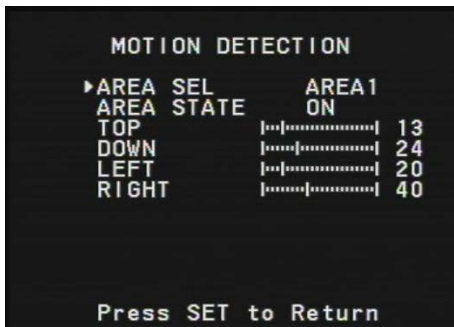 MOTION DETECTION
AREA SEL AREA1
AREA STATE ON
TOP 13
DOWN 24
LEFT 20
RIGHT 40
Press SET to Return